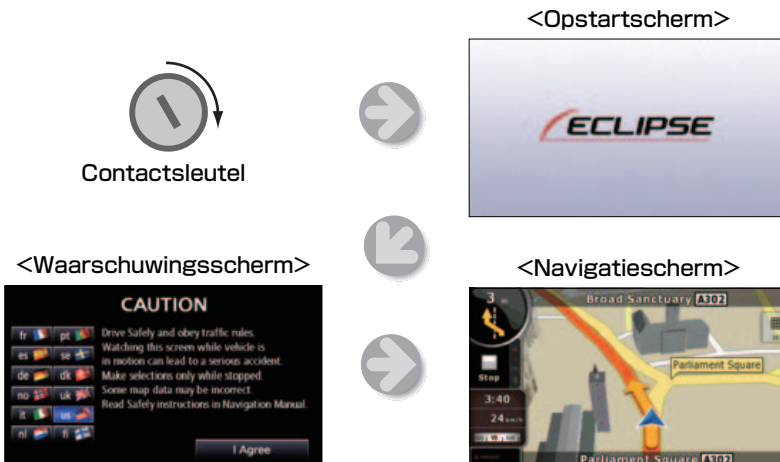 <Opstartscherm>
ECLIPSE
Contactsleutel
<Waarschuwingsscherm>
CAUTION
fr pt
es se
de dk
no uk
it us
nl fi
Drive Safely and obey traffic rules.
Watching this screen while vehicle is
in motion can lead to a serious accident.
Make selections only while stopped.
Some map data may be incorrect.
Read Safety instructions in Navigation Manual.
I Agree
<Navigatiescherm>
3
Broad Sanctuary A302
Parliament Square
Stop
3:40
24
Parliament Square A302